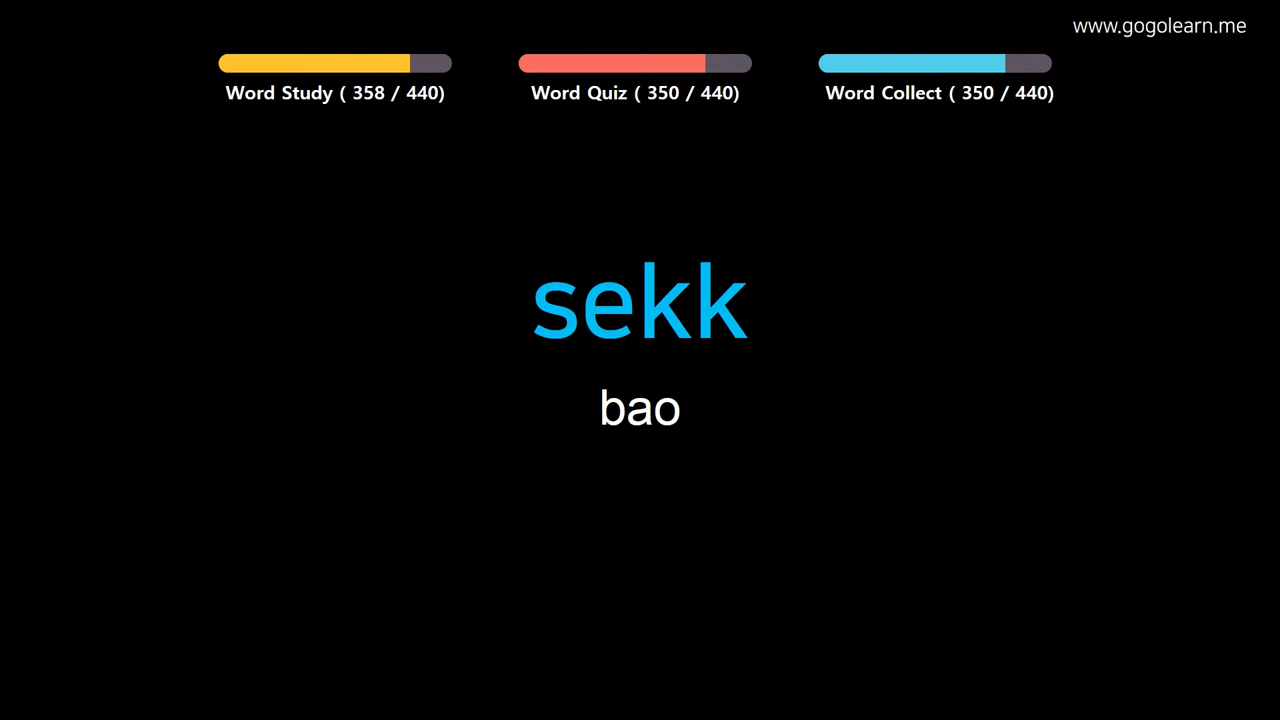 www.gogolearn.me
Word Study ( 358 / 440)
Word Quiz ( 350 / 440)
Word Collect ( 350 / 440)
sekk
bao